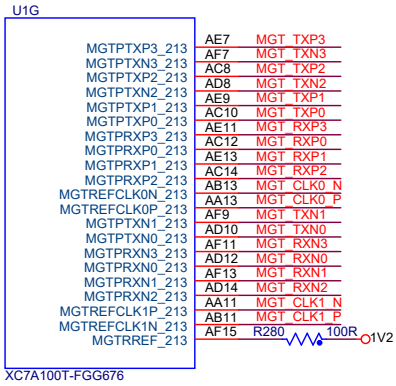 U1G
MGTPTXP3_213 AE7 MGT_TXP3
MGTPTXN3_213 AF7 MGT_TXN3
MGTPTXP2_213 AC8 MGT_TXP2
MGTPTXN2_213 AD8 MGT_TXN2
MGTPTXP1_213 AE9 MGT_TXP1
MGTPTXP0_213 AC10 MGT_TXP0
MGTPRXP3_213 AE11 MGT_RXP3
MGTPRXP0_213 AC12 MGT_RXP0
MGTPRXP1_213 AE13 MGT_RXP1
MGTPRXP2_213 AC14 MGT_RXP2
MGTREFCLK0N_213 AB13 MGT_CLK0_N
MGTREFCLK0P_213 AA13 MGT_CLK0_P
MGTPTXN1_213 AF9 MGT_TXN1
MGTPTXN0_213 AD10 MGT_TXN0
MGTPRXN3_213 AF11 MGT_RXN3
MGTPRXN0_213 AD12 MGT_RXN0
MGTPRXN1_213 AF13 MGT_RXN1
MGTPRXN2_213 AD14 MGT_RXN2
MGTREFCLK1P_213 AA11 MGT_CLK1_N
MGTREFCLK1N_213 AB11 MGT_CLK1_P
MGTRREF_213 AF15 R280 100R 1V2
XC7A100T-FGG676